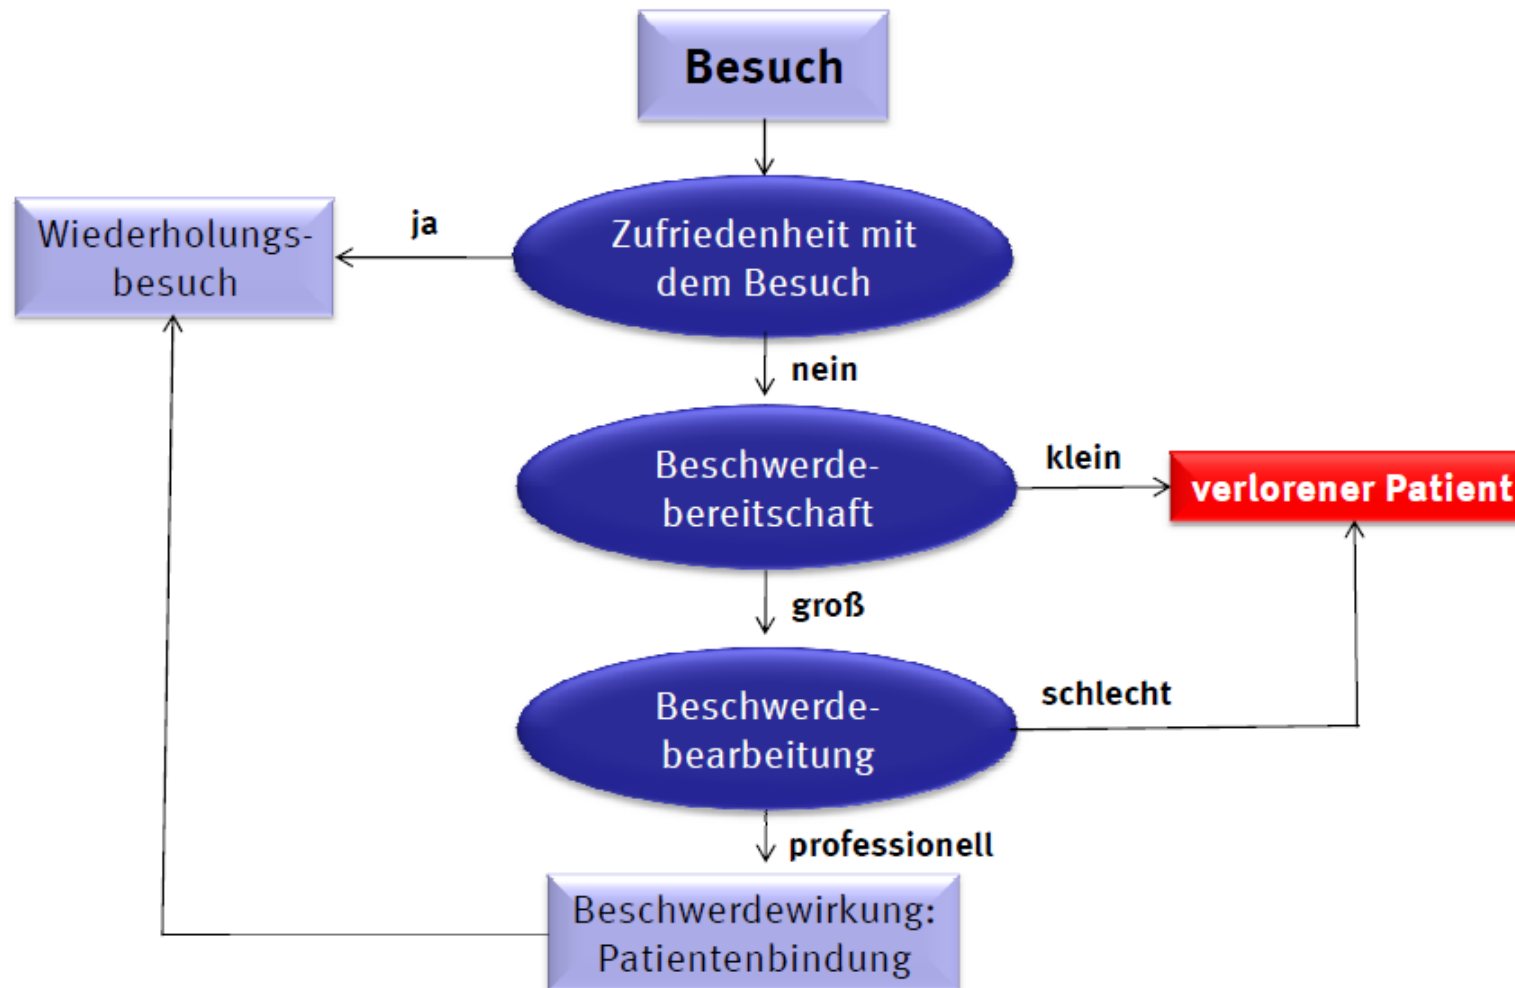 Besuch
Zufriedenheit mit
dem Besuch
ja
Wiederholungs-
besuch
nein
Beschwerde-
bereitschaft
klein
verlorener Patient
groß
Beschwerde-
bearbeitung
schlecht
professionell
Beschwerdewirkung:
Patientenbindung